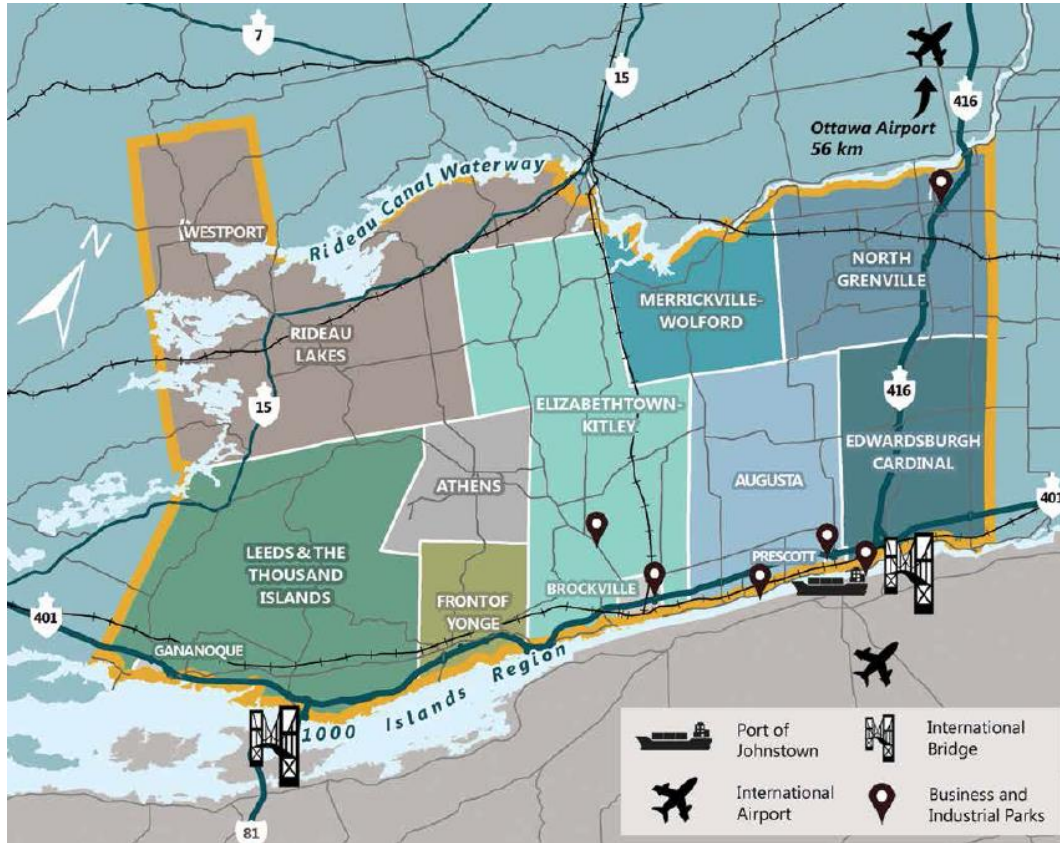 7
15
416
Ottawa Airport
56 km
Rideau Canal Waterway
WESTPORT
N
NORTH
GRENVILLE
MERRICKVILLE-
WOLFORD
RIDEAU
LAKES
15
416
ELIZABETHTOWN-
KITLEY
EDWARDSBURGH
CARDINAL
ATHENS
AUGUSTA
401
LEEDS & THE
THOUSAND
ISLANDS
PRESCOTT
BROCKVILLE
FRONT OF
YONGE
401
GANANOQUE
1000 Islands Region
81
Port of
Johnstown
International
Bridge
International
Airport
Business and
Industrial Parks